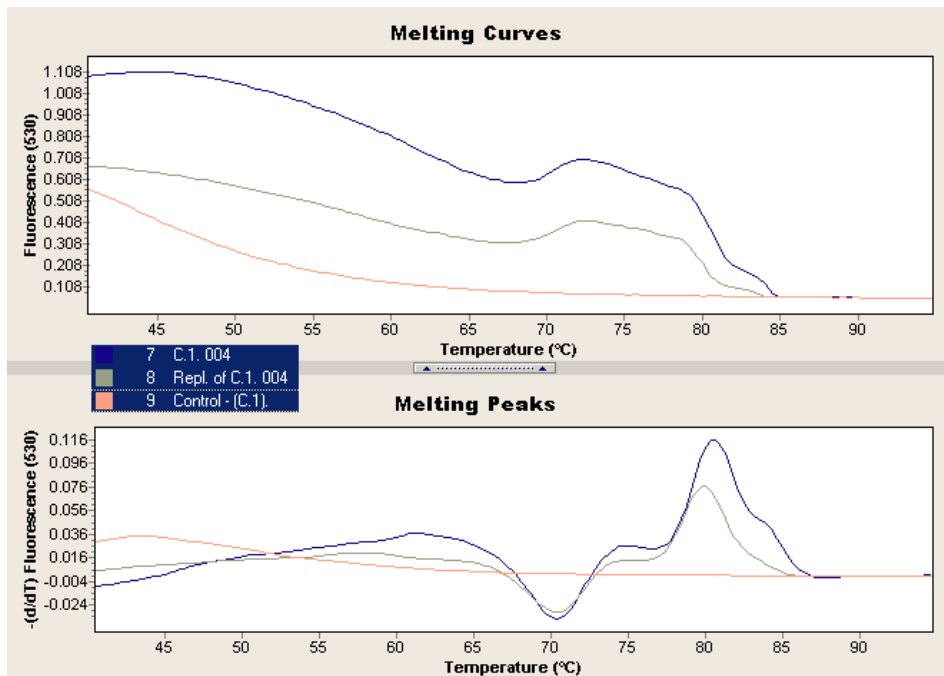 Melting Curves
Fluorescence (530)
1.108
1.008
0.908
0.808
0.708
0.608
0.508
0.408
0.308
0.208
0.108
45 50 55 60 65 70 75 80 85 90
Temperature (°C)
7 C.1. 004
8 Repl. of C.1. 004
9 Control - (C.1).
Melting Peaks
-(d/dT) Fluorescence (530)
0.116
0.096
0.076
0.056
0.036
0.016
-0.004
-0.024
45 50 55 60 65 70 75 80 85 90
Temperature (°C)